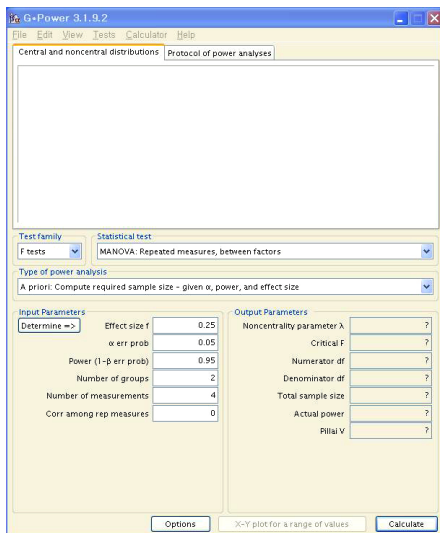 G*Power 3.1.9.2
File Edit View Tests Calculator Help
Central and noncentral distributions Protocol of power analyses
Test family Statistical test
F tests MANOVA: Repeated measures, between factors
Type of power analysis
A priori: Compute required sample size - given α, power, and effect size
Input Parameters Output Parameters
Determine => Effect size f 0.25 Noncentrality parameter λ ?
α err prob 0.05 Critical F ?
Power (1-β err prob) 0.95 Numerator df ?
Number of groups 2 Denominator df ?
Number of measurements 4 Total sample size ?
Corr among rep measures 0 Actual power ?
Pillai V ?
Options X-Y plot for a range of values Calculate